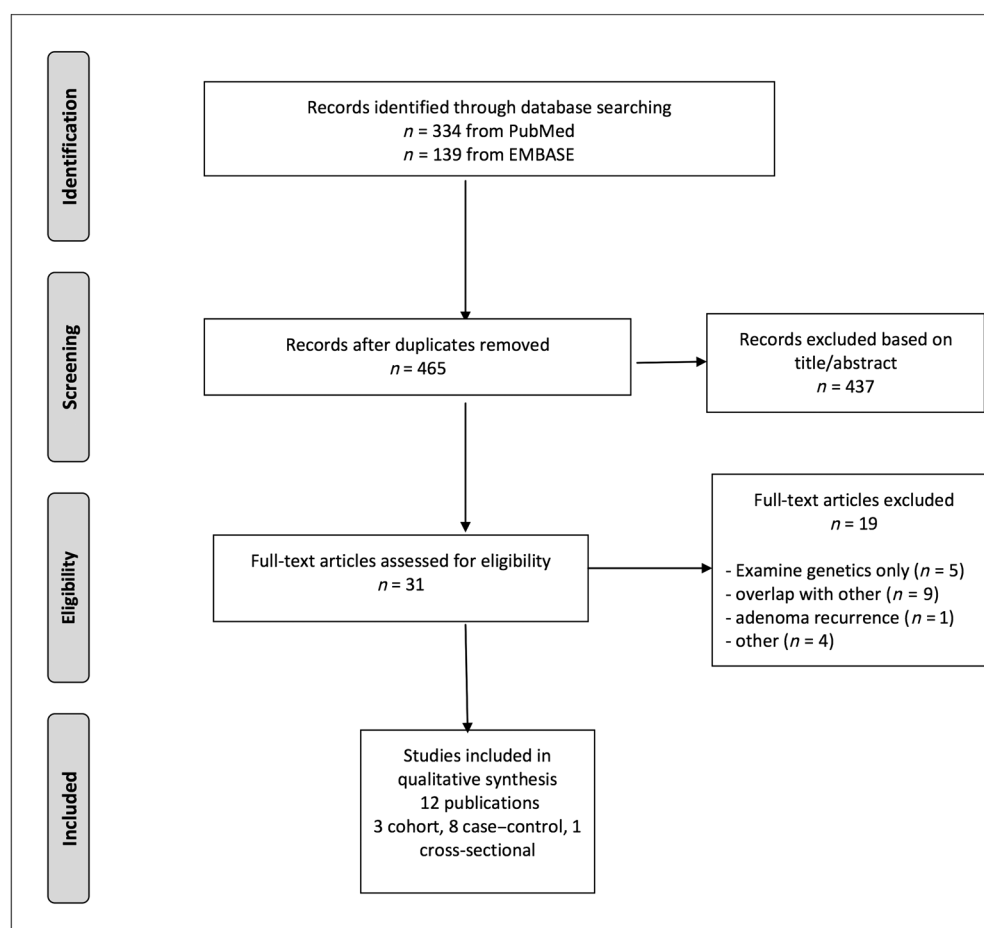 Identification
Records identified through database searching
n = 334 from PubMed
n = 139 from EMBASE
Screening
Records after duplicates removed
n = 465
Records excluded based on
title/abstract
n = 437
Eligibility
Full-text articles assessed for eligibility
n = 31
Full-text articles excluded
n = 19
- Examine genetics only (n = 5)
- overlap with other (n = 9)
- adenoma recurrence (n = 1)
- other (n = 4)
Included
Studies included in
qualitative synthesis
12 publications
3 cohort, 8 case–control, 1
cross-sectional